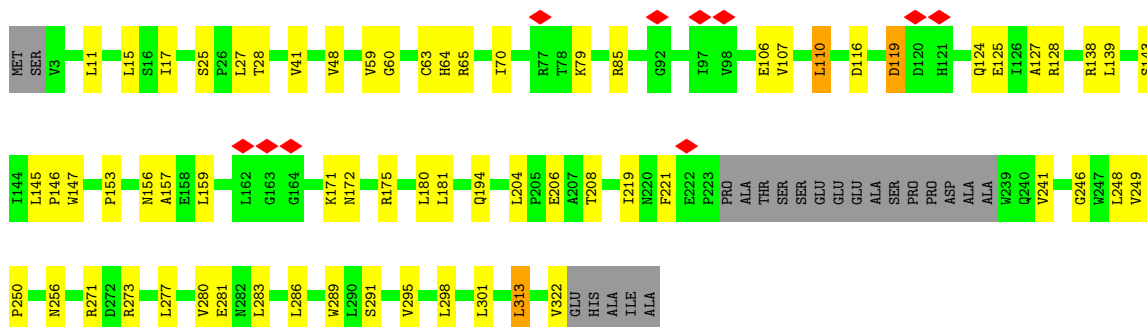 MET SER V3 L11 L15 S16 I17 S25 P26 L27 T28 V41 V48 V59 G60 C63 H64 R65 I70 R77 T78 K79 R85 G92 I97 V98 E106 V107 L110 D116 D119 D120 H121 Q124 E125 I126 A127 R128 R138 L139 S143
I144 L145 P146 W147 P153 N156 A157 E158 L159 L162 G163 G164 K171 N172 R175 L180 L181 Q194 L204 P205 E206 A207 T208 I219 N220 F221 E222 P223 PRO ALA THR SER SER GLU GLU GLU ALA SER PRO PRO ASP ALA ALA W239 Q240 V241 G246 W247 L248 V249
P250 N256 R271 D272 R273 L277 V280 E281 N282 L283 L286 W289 L290 S291 V295 L298 L301 L313 V322 GLU HIS ALA ILE ALA